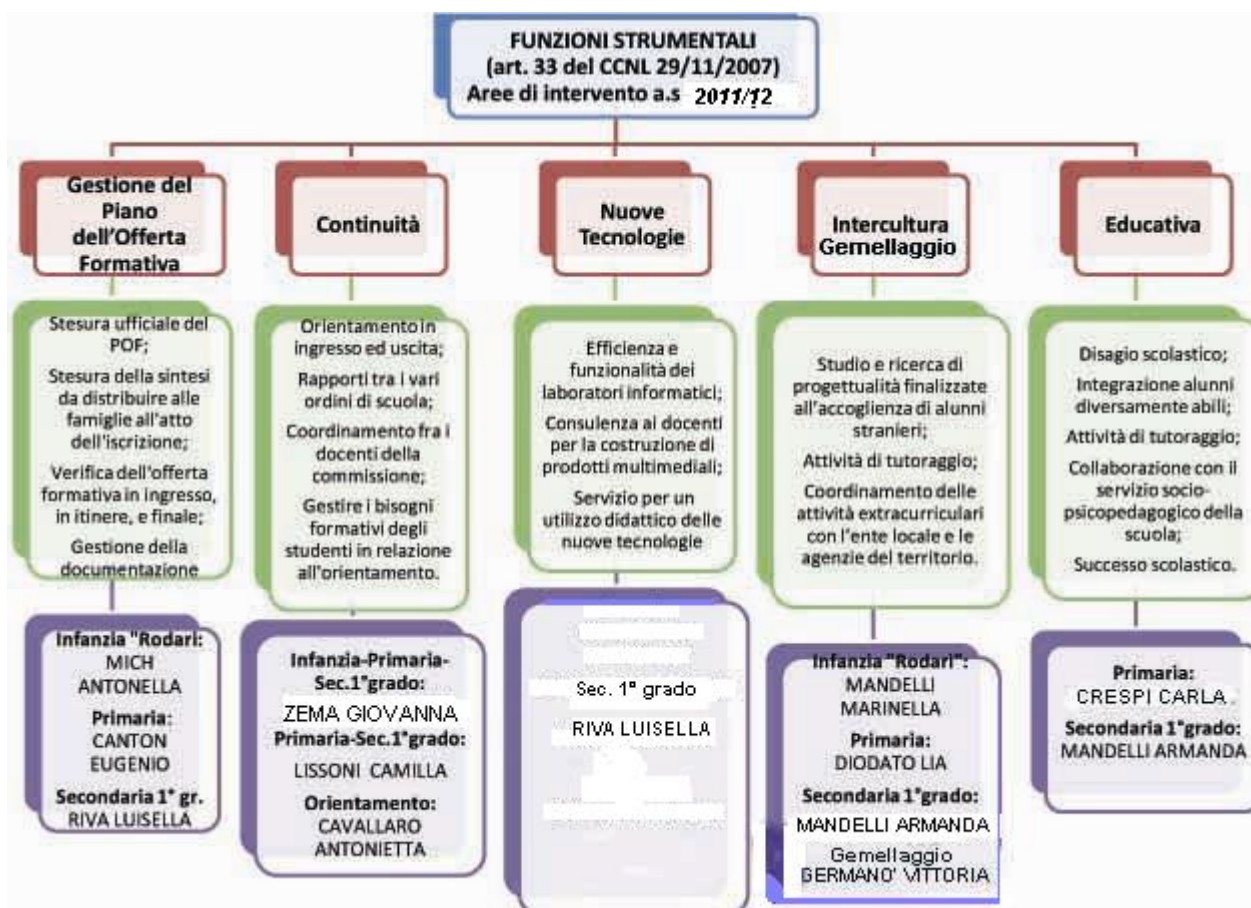 FUNZIONI STRUMENTALI
(art. 33 del CCNL 29/11/2007)
Aree di intervento a.s 2011/12
Gestione del
Piano
dell'Offerta
Formativa
Stesura ufficiale del
POF;
Stesura della sintesi
da distribuire alle
famiglie all'atto
dell'iscrizione;
Verifica dell'offerta
formativa in ingresso,
in itinere, e finale;
Gestione della
documentazione
Infanzia "Rodari:
MICH
ANTONELLA
Primaria:
CANTON
EUGENIO
Secondaria 1° gr.
RIVA LUISELLA
Continuità
Orientamento in
ingresso ed uscita;
Rapporti tra i vari
ordini di scuola;
Coordinamento fra i
docenti della
commissione;
Gestire i bisogni
formativi degli
studenti in relazione
all'orientamento.
Infanzia-Primaria-
Sec.1°grado:
ZEMA GIOVANNA
Primaria-Sec.1°grado:
LISSONI CAMILLA
Orientamento:
CAVALLARO
ANTONIETTA
Nuove
Tecnologie
Efficienza e
funzionalità dei
laboratori informatici;
Consulenza ai docenti
per la costruzione di
prodotti multimediali;
Servizio per un
utilizzo didattico delle
nuove tecnologie
Sec. 1° grado
RIVA LUISELLA
Intercultura
Gemellaggio
Studio e ricerca di
progettualità finalizzate
all'accoglienza di alunni
stranieri;
Attività di tutoraggio;
Coordinamento delle
attività extracurriculari
con l'ente locale e le
agenzie del territorio.
Infanzia "Rodari":
MANDELLI
MARINELLA
Primaria:
DIODATO LIA
Secondaria 1°grado:
MANDELLI ARMANDA
Gemellaggio
GERMANO' VITTORIA
Educativa
Disagio scolastico;
Integrazione alunni
diversamente abili;
Attività di tutoraggio;
Collaborazione con il
servizio socio-
psicopedagogico della
scuola;
Successo scolastico.
Primaria:
CRESPI CARLA
Secondaria 1°grado:
MANDELLI ARMANDA